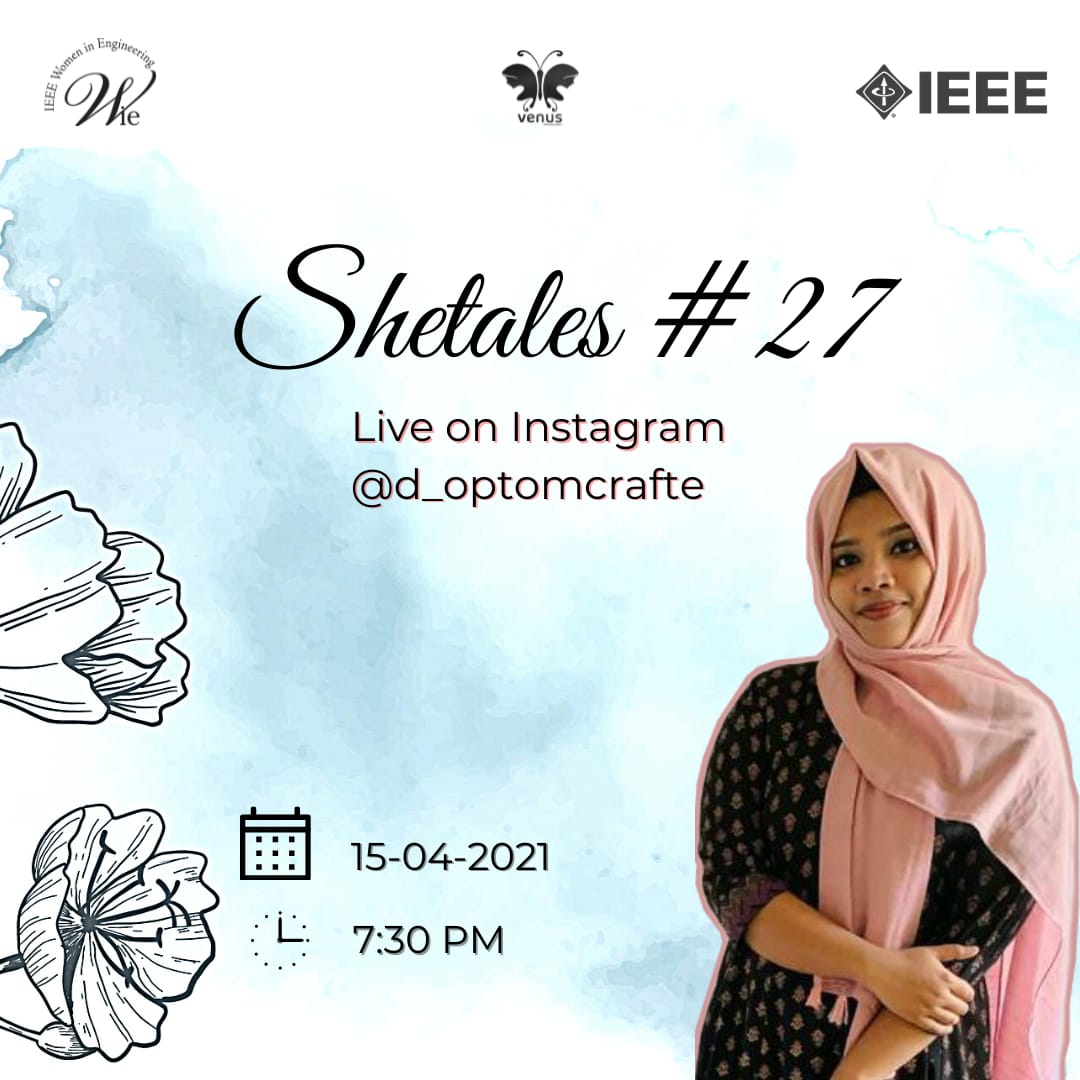 IEEE Women in Engineering
Wie
venus
IEEE
Shetales #27
Live on Instagram
@d_optomcrafte
15-04-2021
7:30 PM